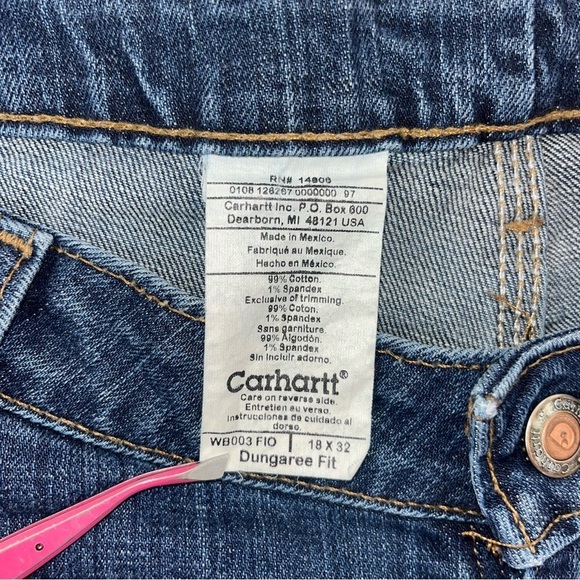 RN# 14806
0108 126267 0000000 97
Carhartt Inc. P.O. Box 600
Dearborn, MI 48121 USA
Made in Mexico.
Fabriqué au Mexique.
Hecho en México.
99% Cotton
1% Spandex
Exclusive of trimming.
99% Coton.
1% Spandex
Sans garniture.
99% Algodón.
1% Spandex
Sin incluir adorno.
Carhartt®
Care on reverse side.
Entretien au verso.
Instrucciones de cuidado al
dorso.
WB003 FIO 18 X 32
Dungaree Fit